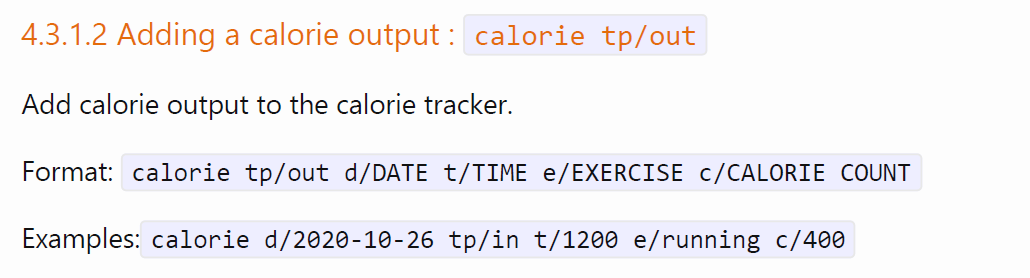 4.3.1.2 Adding a calorie output : calorie tp/out
Add calorie output to the calorie tracker.
Format: calorie tp/out d/DATE t/TIME e/EXERCISE c/CALORIE COUNT
Examples: calorie d/2020-10-26 tp/in t/1200 e/running c/400